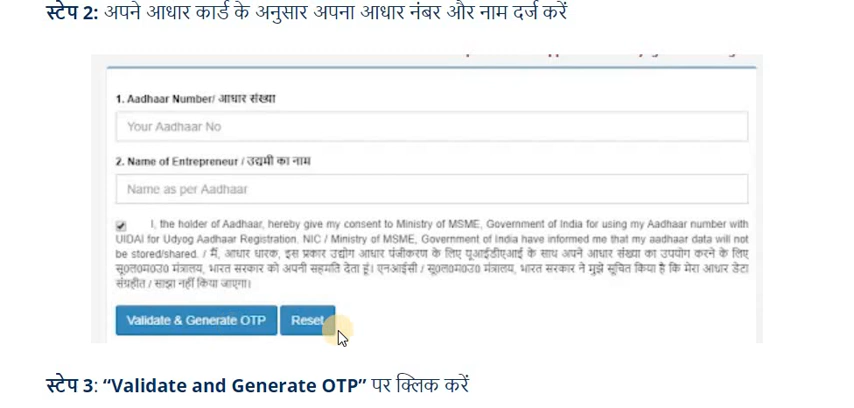 स्टेप 2: अपने आधार कार्ड के अनुसार अपना आधार नंबर और नाम दर्ज करें
1. Aadhaar Number/ आधार संख्या
Your Aadhaar No
2. Name of Entrepreneur / उद्यमी का नाम
Name as per Aadhaar
I, the holder of Aadhaar, hereby give my consent to Ministry of MSME, Government of India for using my Aadhaar number with
UIDAI for Udyog Aadhaar Registration. NIC / Ministry of MSME, Government of India have informed me that my aadhaar data will not
be stored/shared. / मैं, आधार धारक, इस प्रकार उद्योग आधार पंजीकरण के लिए यूआईडीएआई के साथ अपने आधार संख्या का उपयोग करने के लिए
सू०ल०म०उ० मंत्रालय, भारत सरकार को अपनी सहमति देता हूं। एनआईसी / सू०ल०म०उ० मंत्रालय, भारत सरकार ने मुझे सूचित किया है कि मेरा आधार डेटा
संग्रहीत / साझा नहीं किया जाएगा।
Validate & Generate OTP Reset
स्टेप 3: “Validate and Generate OTP” पर क्लिक करें